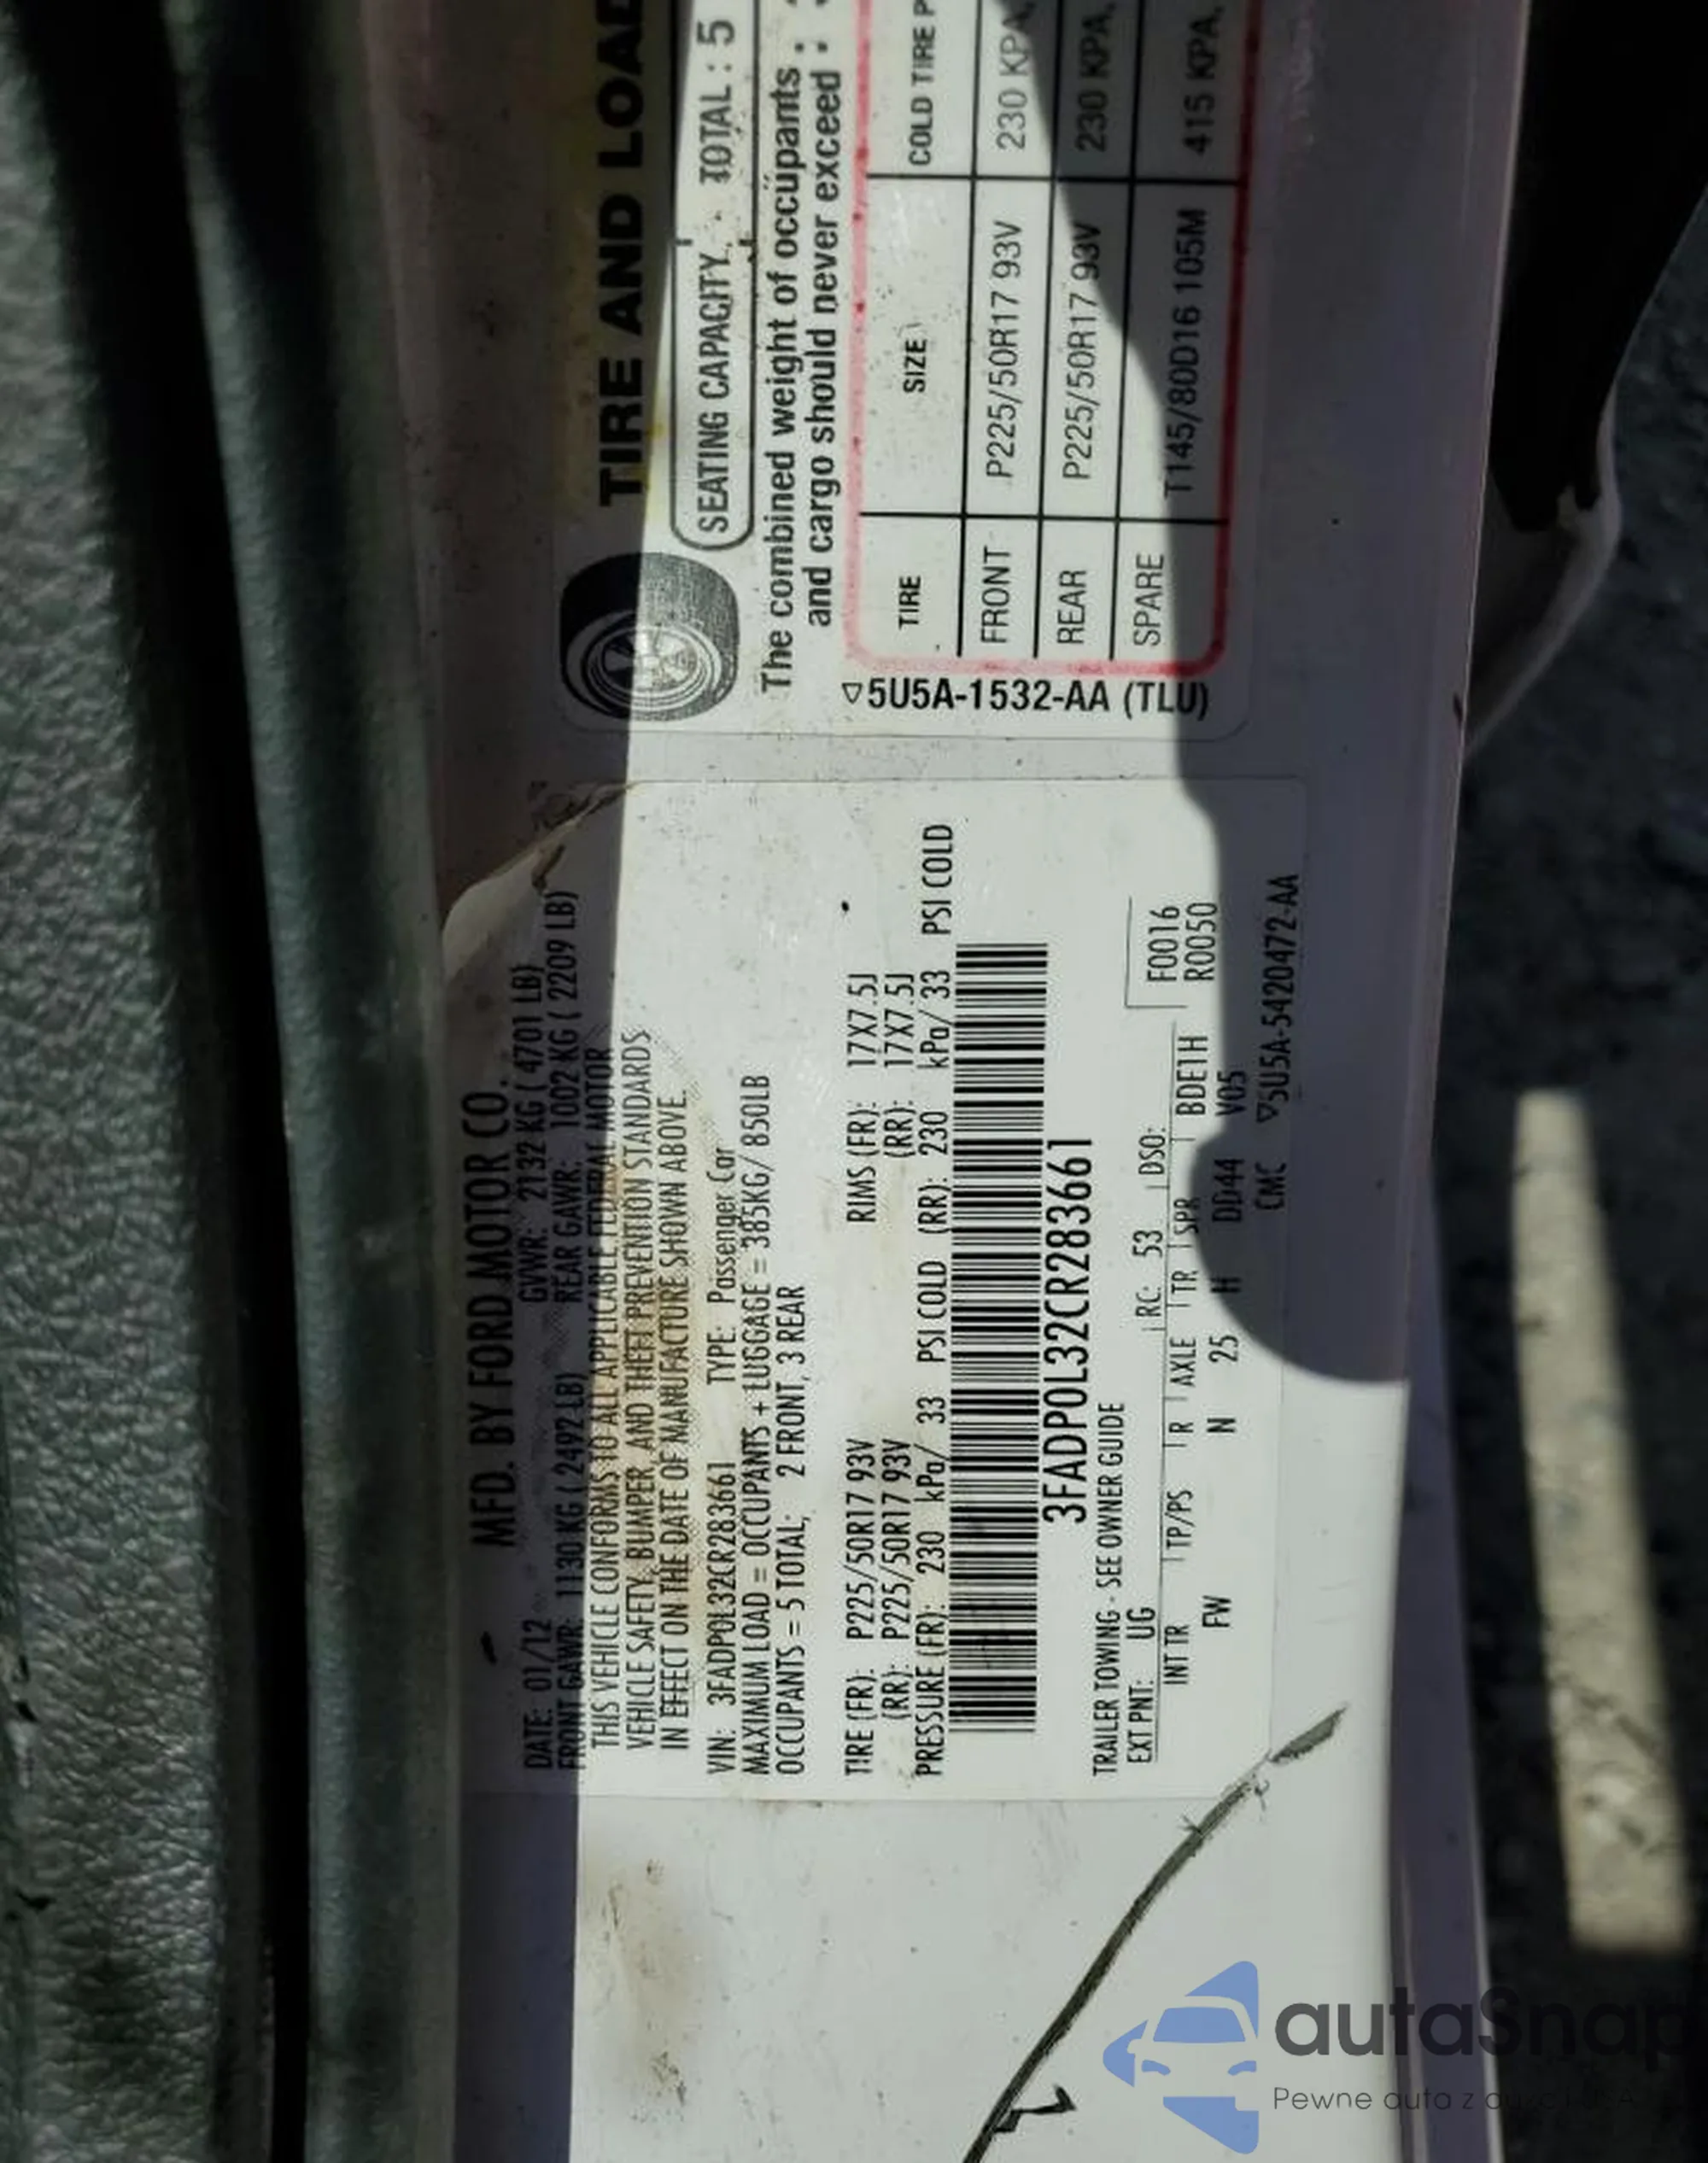 MFD. BY FORD MOTOR CO.
DATE: 01/12 GVWR: 2132 KG ( 4701 LB)
FRONT GAWR: 1130 KG ( 2492 LB) REAR GAWR: 1002 KG ( 2209 LB)
THIS VEHICLE CONFORMS TO ALL APPLICABLE FEDERAL MOTOR
VEHICLE SAFETY, BUMPER, AND THEFT PREVENTION STANDARDS
IN EFFECT ON THE DATE OF MANUFACTURE SHOWN ABOVE.
VIN: 3FADP0L32CR283661 TYPE: Passenger Car
MAXIMUM LOAD = OCCUPANTS + LUGGAGE = 385KG/ 850LB
OCCUPANTS = 5 TOTAL; 2 FRONT, 3 REAR
TIRE (FR): P225/50R17 93V RIMS (FR): 17X7.5J
(RR): P225/50R17 93V (RR): 17X7.5J
PRESSURE (FR): 230 kPa/ 33 PSI COLD (RR): 230 kPa/ 33 PSI COLD
3FADP0L32CR283661
TRAILER TOWING - SEE OWNER GUIDE
EXT PNT: UG RC: 53 DSO: F0016
INT TR TP/PS R AXLE TR SPR BDE1H R0050
FW N 25 H DD44 V05
CMC ▽5U5A-5420472-AA
TIRE AND LOAD
SEATING CAPACITY TOTAL : 5
The combined weight of occupants
and cargo should never exceed :
TIRE SIZE COLD TIRE P
FRONT P225/50R17 93V 230 KPA,
REAR P225/50R17 93V 230 KPA,
SPARE T145/80D16 105M 415 KPA,
▽5U5A-1532-AA (TLU)
autaSnap
Pewne auta z